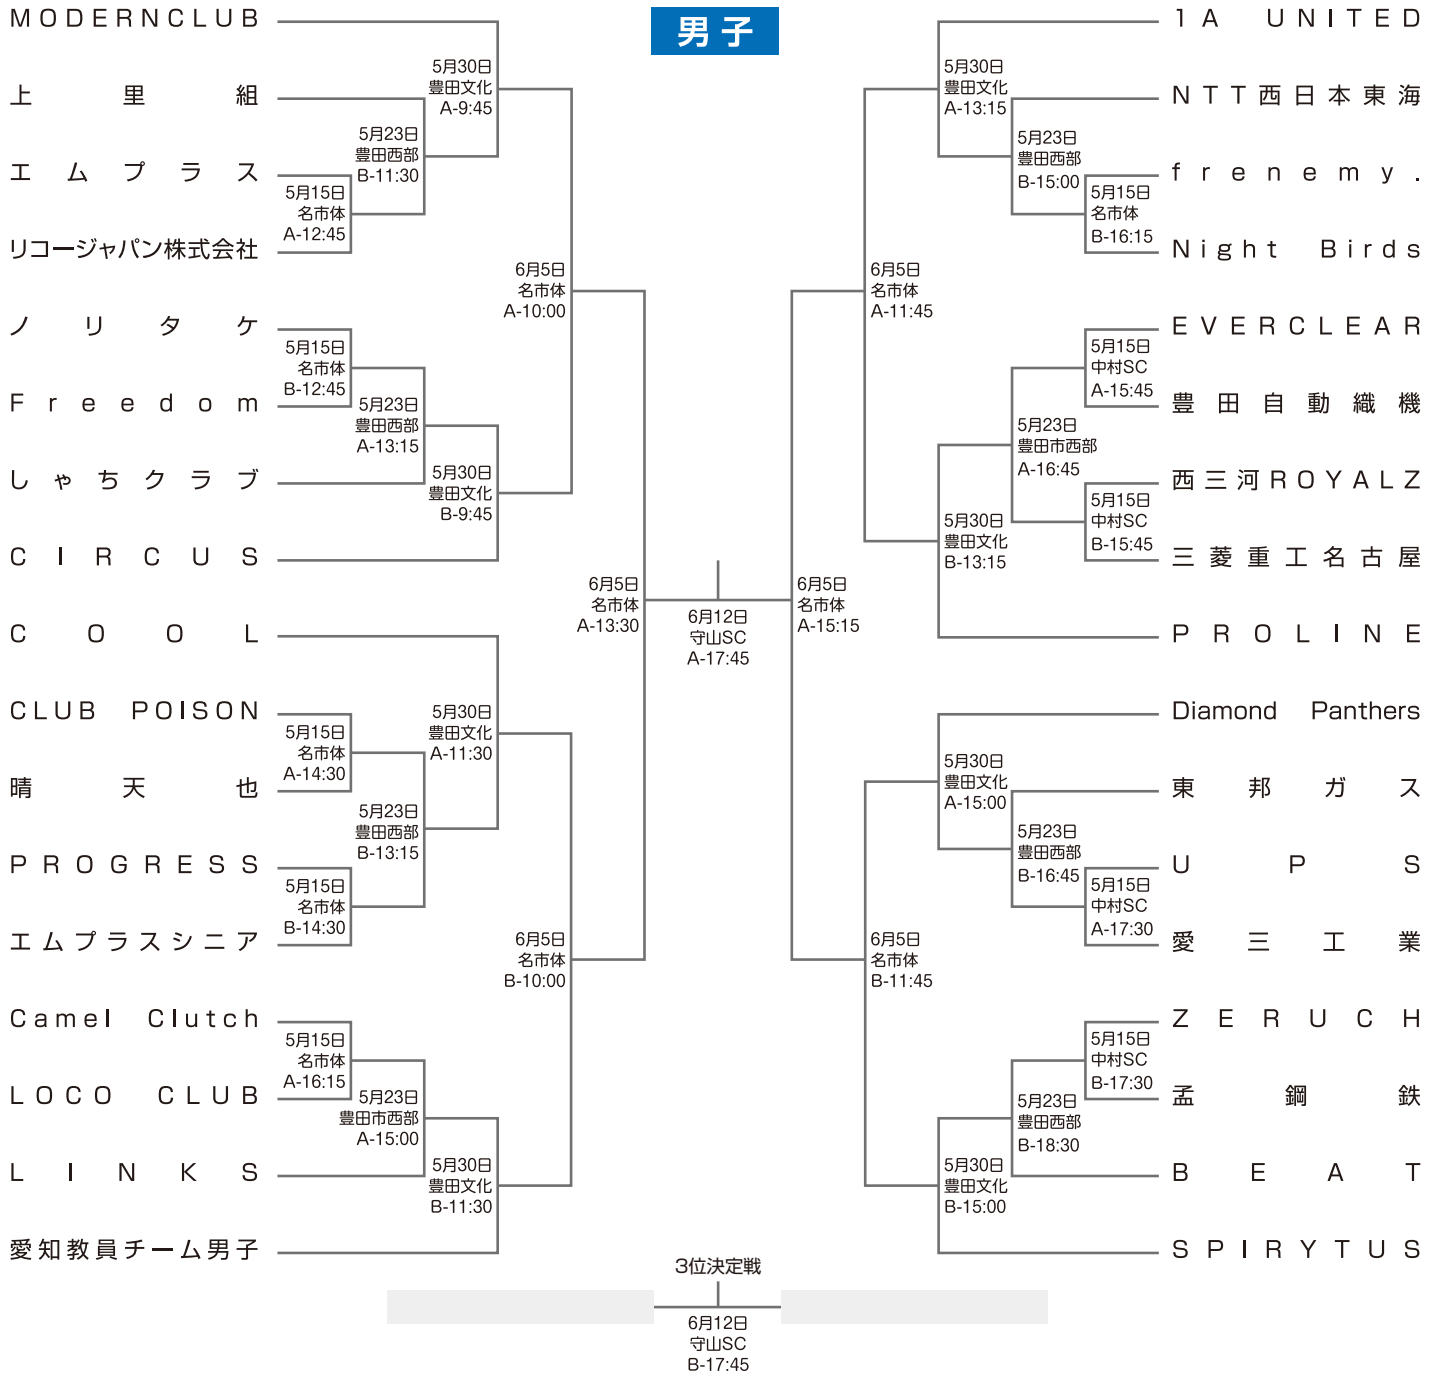 男子
MODERNCLUB
上里組
エムプラス
リコージャパン株式会社
ノリタケ
Freedom
しゃちクラブ
CIRCUS
COOL
CLUB POISON
晴天也
PROGRESS
エムプラスシニア
Camel Clutch
LOCO CLUB
LINKS
愛知教員チーム男子
5月15日
名市体
A-12:45
5月15日
名市体
B-12:45
5月15日
名市体
A-14:30
5月15日
名市体
B-14:30
5月15日
名市体
A-16:15
5月23日
豊田西部
B-11:30
5月23日
豊田西部
A-13:15
5月23日
豊田西部
B-13:15
5月23日
豊田市西部
A-15:00
5月30日
豊田文化
A-9:45
5月30日
豊田文化
B-9:45
5月30日
豊田文化
A-11:30
5月30日
豊田文化
B-11:30
6月5日
名市体
A-10:00
6月5日
名市体
B-10:00
6月5日
名市体
A-13:30
6月12日
守山SC
A-17:45
6月5日
名市体
A-15:15
6月5日
名市体
A-11:45
6月5日
名市体
B-11:45
5月30日
豊田文化
A-13:15
5月30日
豊田文化
B-13:15
5月30日
豊田文化
A-15:00
5月30日
豊田文化
B-15:00
5月23日
豊田西部
B-15:00
5月23日
豊田市西部
A-16:45
5月23日
豊田西部
B-16:45
5月23日
豊田西部
B-18:30
5月15日
名市体
B-16:15
5月15日
中村SC
A-15:45
5月15日
中村SC
B-15:45
5月15日
中村SC
A-17:30
5月15日
中村SC
B-17:30
1A UNITED
NTT西日本東海
frenemy.
Night Birds
EVERCLEAR
豊田自動織機
西三河ROYALZ
三菱重工名古屋
PROLINE
Diamond Panthers
東邦ガス
UPS
愛三工業
ZERUCH
孟鋼鉄
BEAT
SPIRYTUS
3位決定戦
6月12日
守山SC
B-17:45